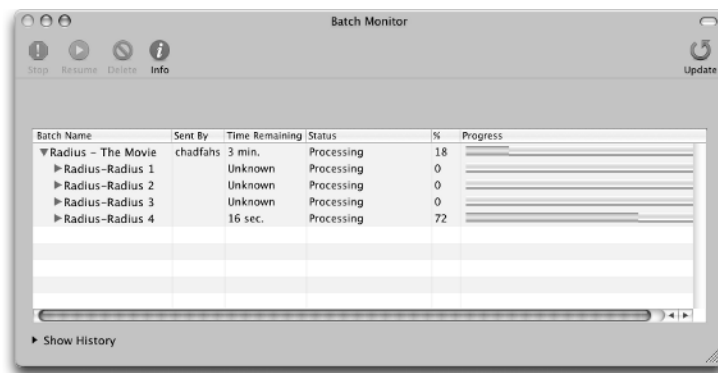 Batch Monitor
Stop Resume Delete Info Update
Batch Name Sent By Time Remaining Status % Progress
Radius – The Movie chadfahs 3 min. Processing 18
Radius–Radius 1 Unknown Processing 0
Radius–Radius 2 Unknown Processing 0
Radius–Radius 3 Unknown Processing 0
Radius–Radius 4 16 sec. Processing 72
Show History